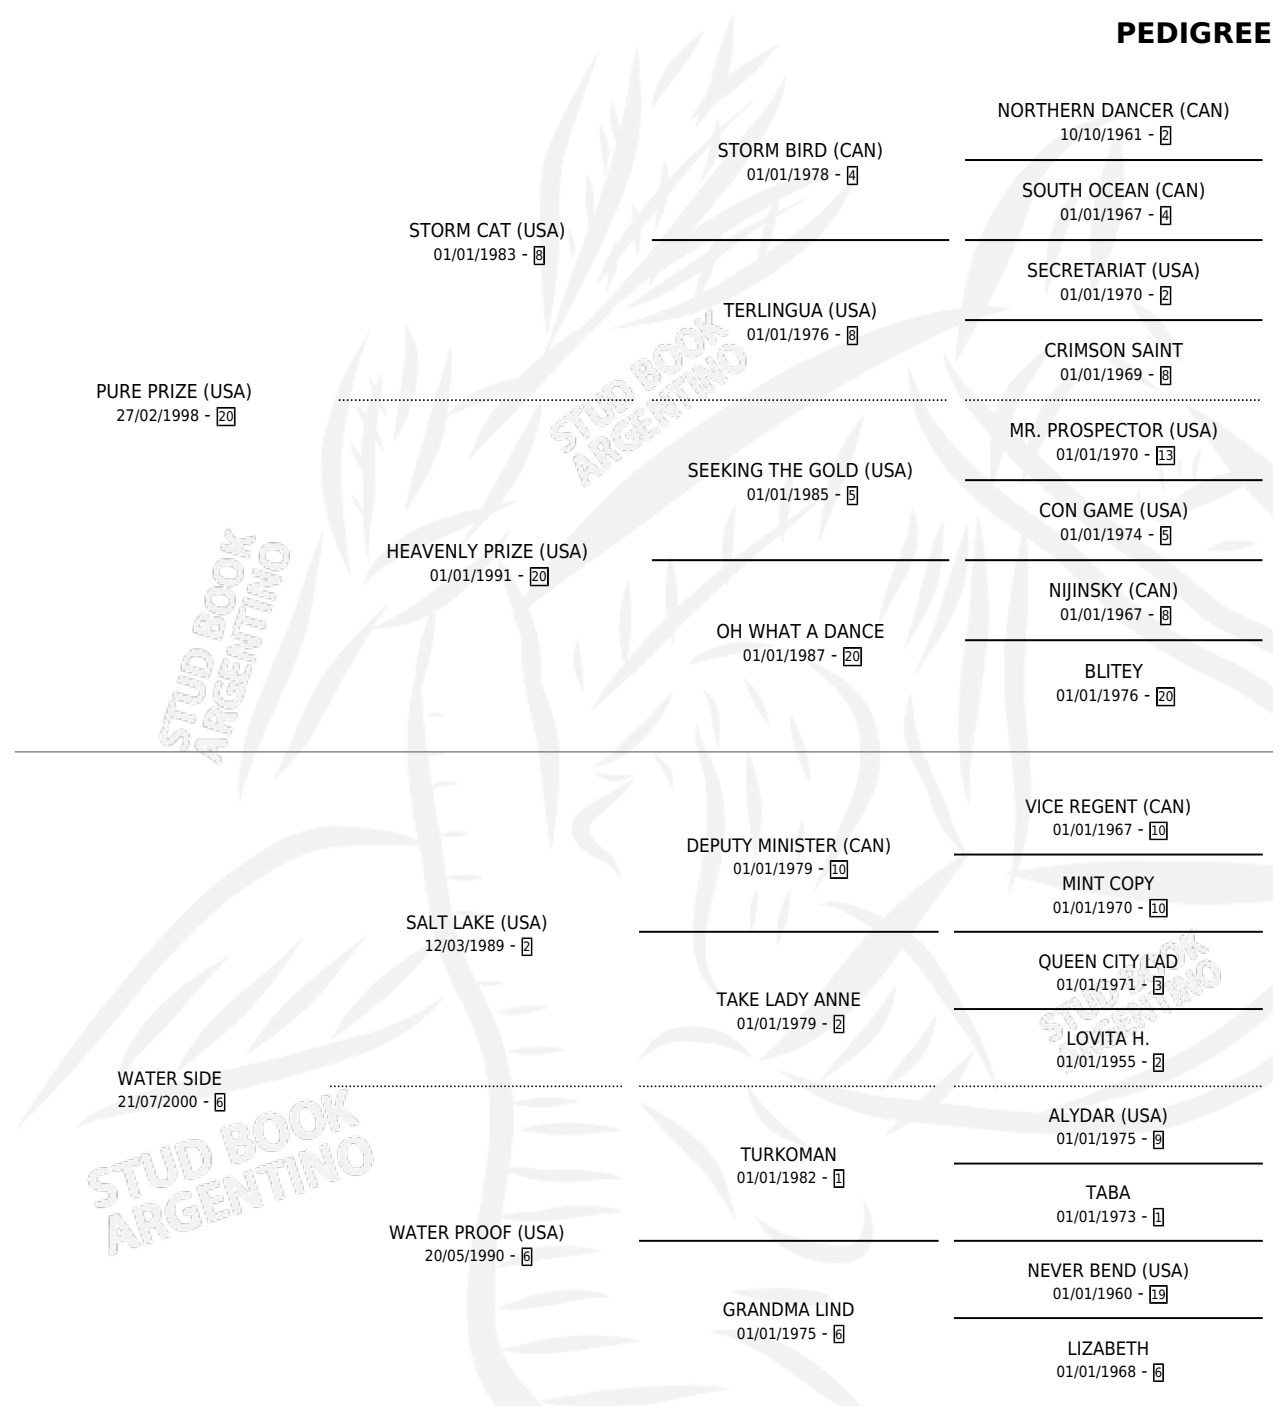 PEDIGREE
NORTHERN DANCER (CAN)
10/10/1961 - 2
STORM BIRD (CAN)
01/01/1978 - 4
SOUTH OCEAN (CAN)
01/01/1967 - 4
STORM CAT (USA)
01/01/1983 - 8
SECRETARIAT (USA)
01/01/1970 - 2
TERLINGUA (USA)
01/01/1976 - 8
CRIMSON SAINT
01/01/1969 - 8
PURE PRIZE (USA)
27/02/1998 - 20
STUD BOOK
ARGENTINO
MR. PROSPECTOR (USA)
01/01/1970 - 13
SEEKING THE GOLD (USA)
01/01/1985 - 5
CON GAME (USA)
01/01/1974 - 5
HEAVENLY PRIZE (USA)
01/01/1991 - 20
NIJINSKY (CAN)
01/01/1967 - 8
OH WHAT A DANCE
01/01/1987 - 20
BLITEY
01/01/1976 - 20
STUD BOOK
ARGENTINO
VICE REGENT (CAN)
01/01/1967 - 10
DEPUTY MINISTER (CAN)
01/01/1979 - 10
MINT COPY
01/01/1970 - 10
SALT LAKE (USA)
12/03/1989 - 2
QUEEN CITY LAD
01/01/1971 - 3
TAKE LADY ANNE
01/01/1979 - 2
STUD BOOK
ARGENTINO
LOVITA H.
01/01/1955 - 2
WATER SIDE
21/07/2000 - 6
ALYDAR (USA)
01/01/1975 - 9
TURKOMAN
01/01/1982 - 1
TABA
01/01/1973 - 1
STUD BOOK
ARGENTINO
WATER PROOF (USA)
20/05/1990 - 6
NEVER BEND (USA)
01/01/1960 - 19
GRANDMA LIND
01/01/1975 - 6
LIZABETH
01/01/1968 - 6